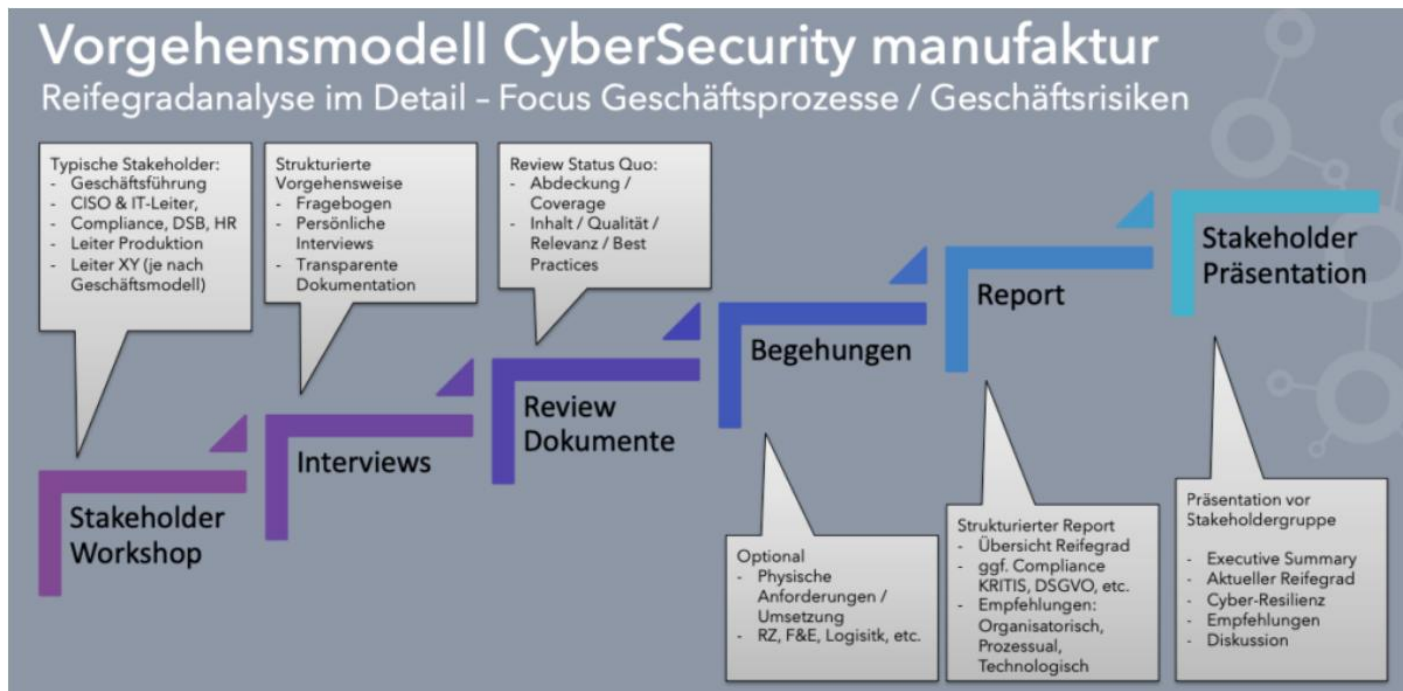 Vorgehensmodell CyberSecurity manufaktur
Reifegradanalyse im Detail – Focus Geschäftsprozesse / Geschäftsrisiken
Typische Stakeholder:
- Geschäftsführung
- CISO & IT-Leiter,
- Compliance, DSB, HR
- Leiter Produktion
- Leiter XY (je nach
Geschäftsmodell)
Strukturierte
Vorgehensweise
- Fragebogen
- Persönliche
Interviews
- Transparente
Dokumentation
Review Status Quo:
- Abdeckung /
Coverage
- Inhalt / Qualität /
Relevanz / Best
Practices
Stakeholder
Workshop
Interviews
Review
Dokumente
Begehungen
Report
Stakeholder
Präsentation
Optional
- Physische
Anforderungen /
Umsetzung
- RZ, F&E, Logisitk, etc.
Strukturierter Report
- Übersicht Reifegrad
- ggf. Compliance
KRITIS, DSGVO, etc.
- Empfehlungen:
Organisatorisch,
Prozessual,
Technologisch
Präsentation vor
Stakeholdergruppe
- Executive Summary
- Aktueller Reifegrad
- Cyber-Resilienz
- Empfehlungen
- Diskussion